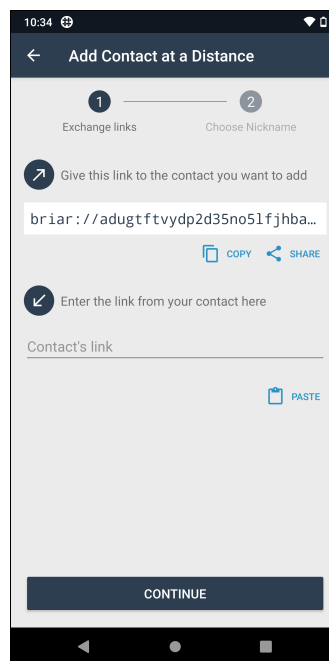 10:34
Add Contact at a Distance
1 2
Exchange links Choose Nickname
Give this link to the contact you want to add
briar://adugtftvydp2d35no5lfjhba…
COPY SHARE
Enter the link from your contact here
Contact's link
PASTE
CONTINUE